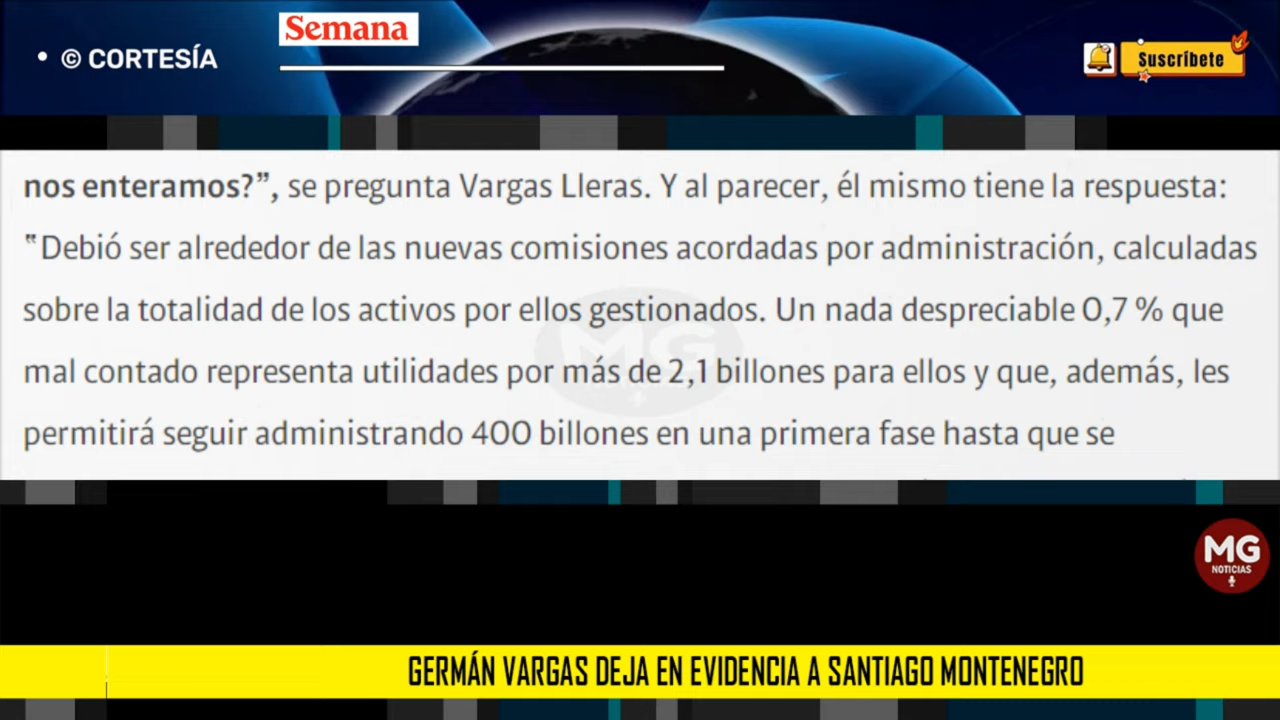 Semana
• © CORTESÍA
Suscríbete
nos enteramos?”, se pregunta Vargas Lleras. Y al parecer, él mismo tiene la respuesta:
“Debió ser alrededor de las nuevas comisiones acordadas por administración, calculadas
sobre la totalidad de los activos por ellos gestionados. Un nada despreciable 0,7 % que
mal contado representa utilidades por más de 2,1 billones para ellos y que, además, les
permitirá seguir administrando 400 billones en una primera fase hasta que se
MG
MG
NOTICIAS
GERMÁN VARGAS DEJA EN EVIDENCIA A SANTIAGO MONTENEGRO